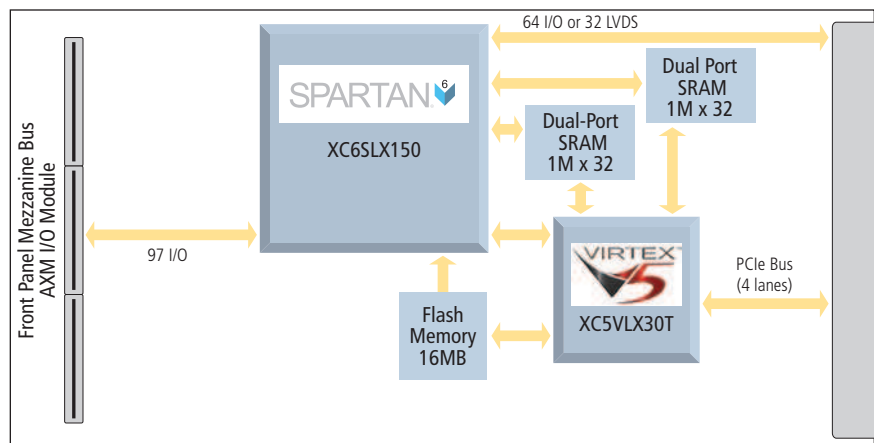 64 I/O or 32 LVDS
SPARTAN 6
XC6SLX150
Dual Port
SRAM
1M x 32
Dual-Port
SRAM
1M x 32
Front Panel Mezzanine Bus
AXM I/O Module
97 I/O
VIRTEX
5
XC5VLX30T
PCIe Bus
(4 lanes)
Flash
Memory
16MB